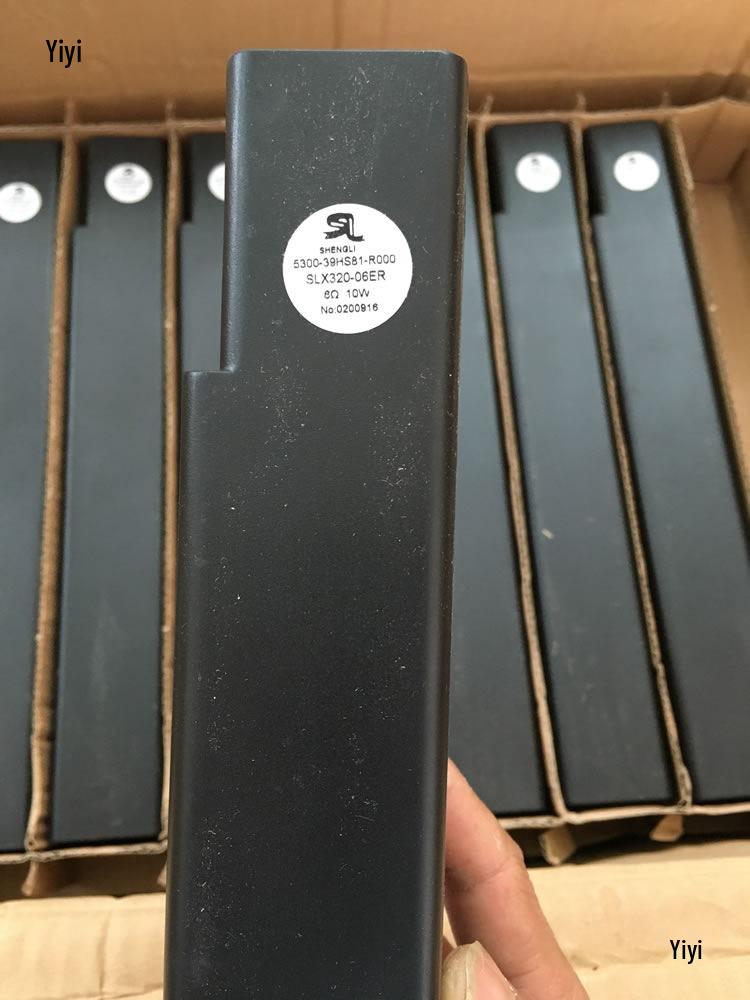 Yiyi
SL
SHENGLI
5300-39HS81-R000
SLX320-06ER
6Ω 10W
No:0200916
Yiyi